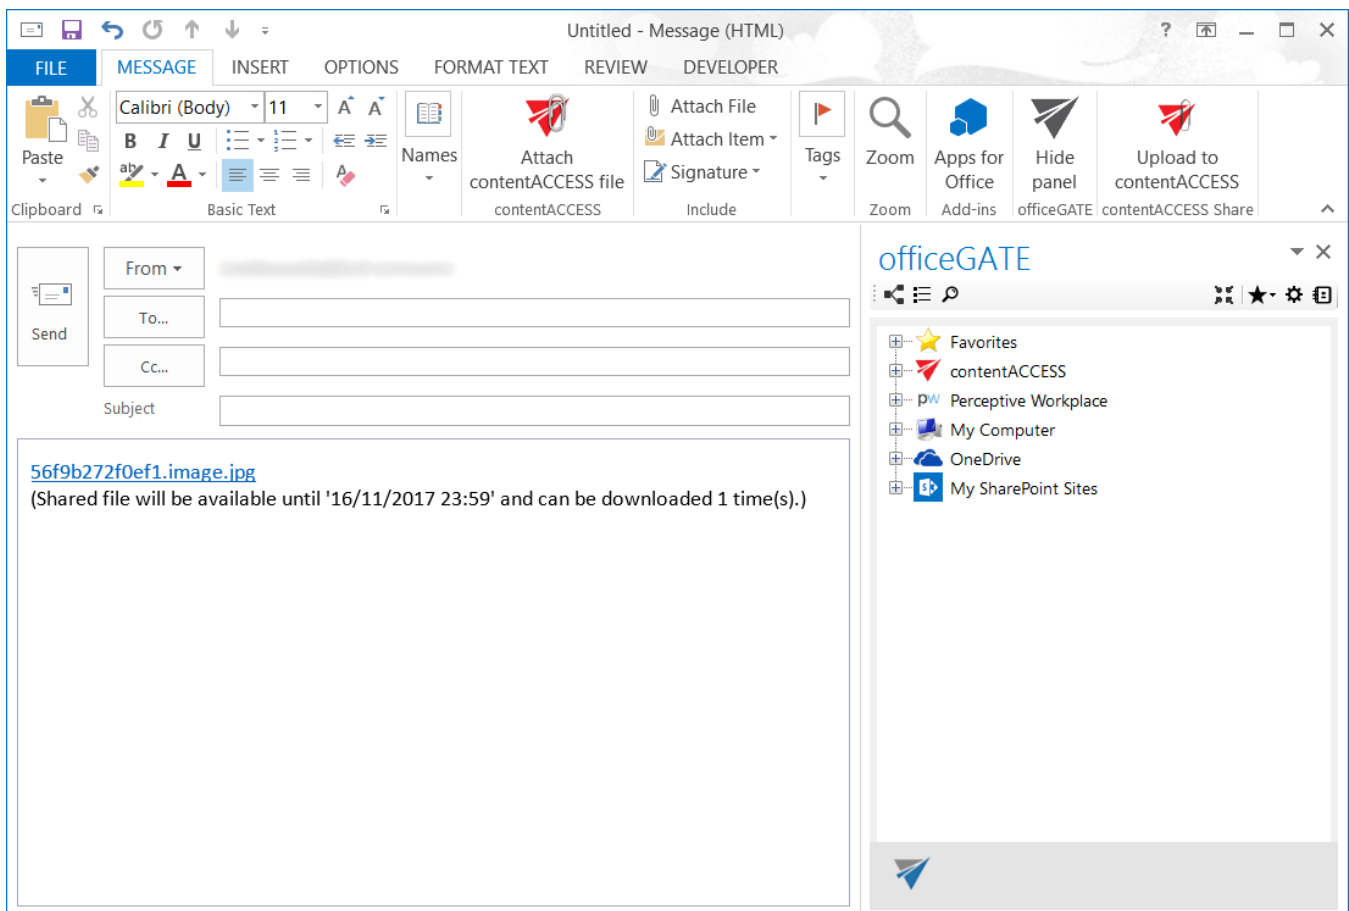 Untitled - Message (HTML)
?
FILE MESSAGE INSERT OPTIONS FORMAT TEXT REVIEW DEVELOPER
Paste
Clipboard
Calibri (Body) 11 A A
B I U
aby A
Basic Text
Names
Attach
contentACCESS file
contentACCESS
Attach File
Attach Item
Signature
Include
Tags
Zoom
Zoom
Apps for
Office
Add-ins
Hide
panel
officeGATE
Upload to
contentACCESS
contentACCESS Share
Send
From
To...
Cc...
Subject
56f9b272f0ef1.image.jpg
(Shared file will be available until '16/11/2017 23:59' and can be downloaded 1 time(s).)
officeGATE
Favorites
contentACCESS
pw Perceptive Workplace
My Computer
OneDrive
My SharePoint Sites